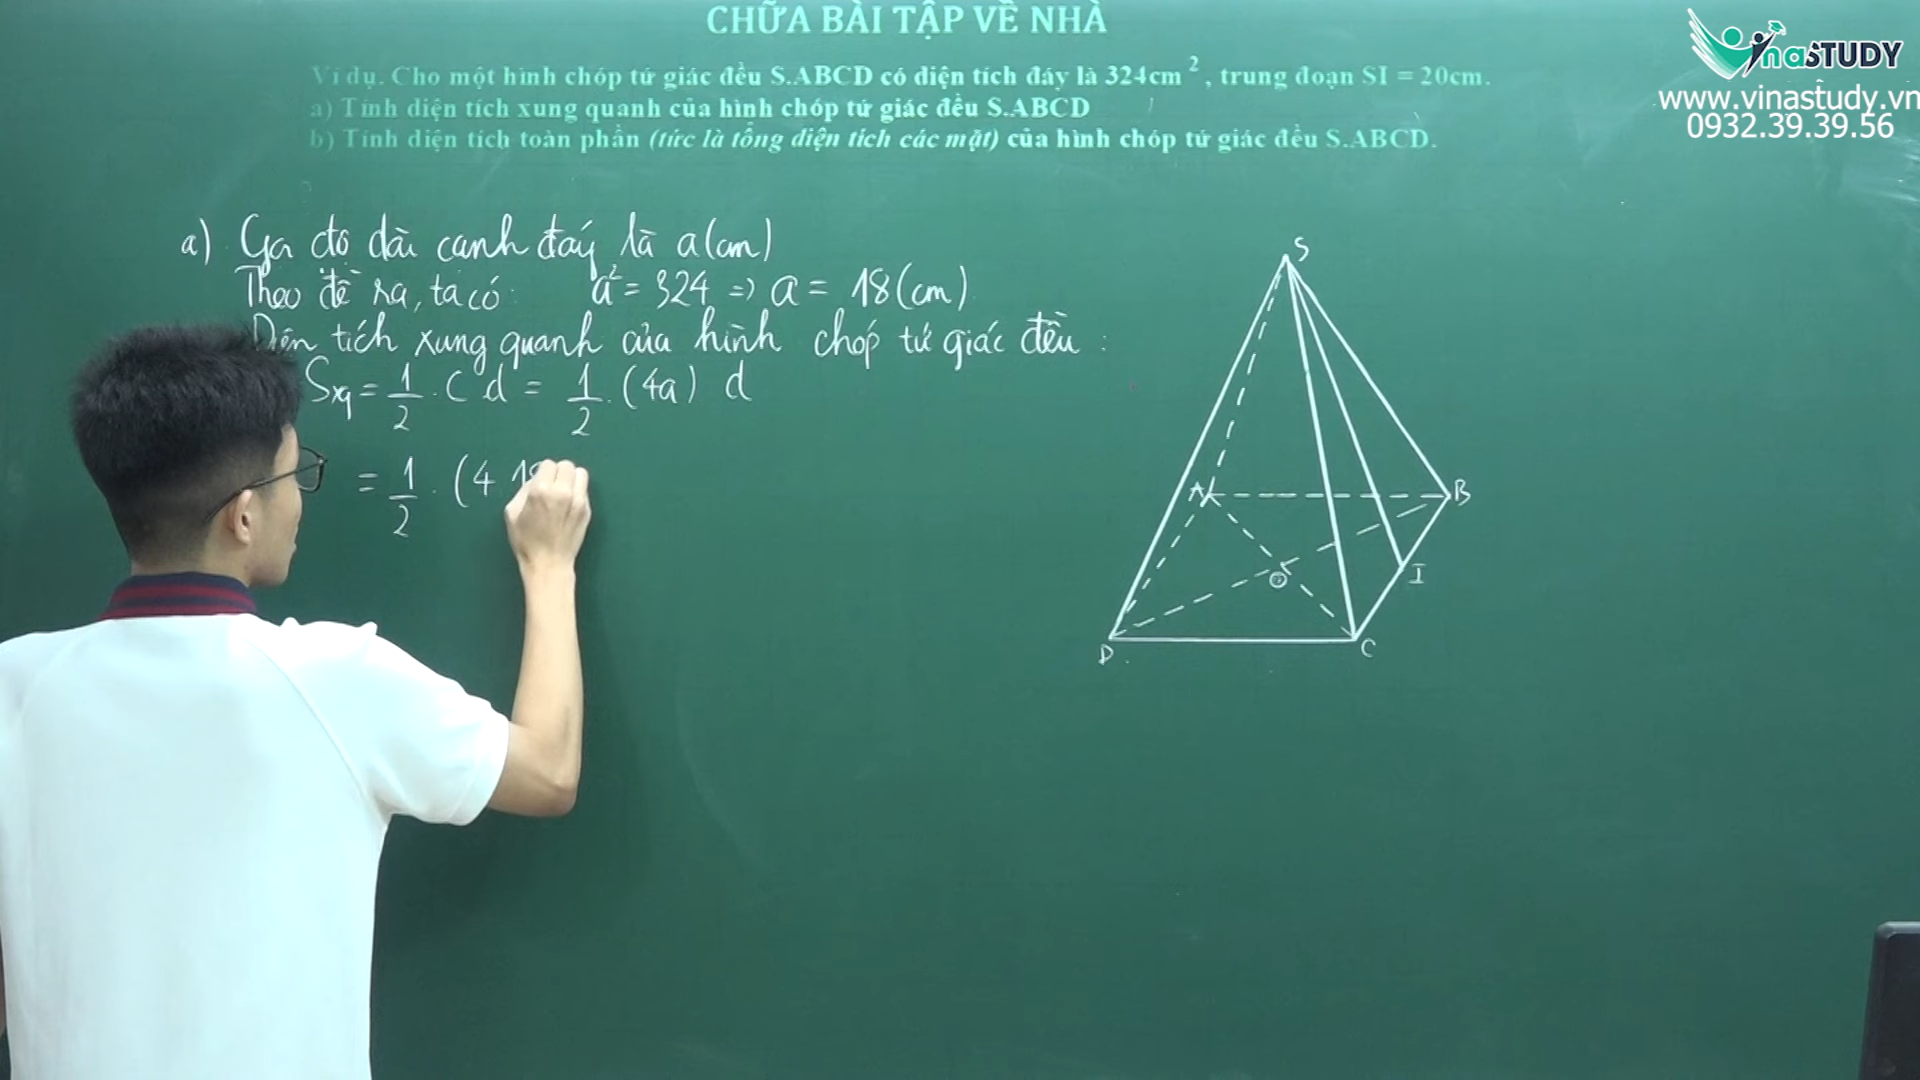 CHỮA BÀI TẬP VỀ NHÀ
Ví dụ. Cho một hình chóp tứ giác đều S.ABCD có diện tích đáy là 324cm², trung đoạn SI = 20cm.
a) Tính diện tích xung quanh của hình chóp tứ giác đều S.ABCD
b) Tính diện tích toàn phần (tức là tổng diện tích các mặt) của hình chóp tứ giác đều S.ABCD.
VinaSTUDY
www.vinastudy.vn
0932.39.39.56
a) Gọi độ dài cạnh đáy là a(cm)
Theo đề ra, ta có: a² = 324 => a = 18(cm)
Diện tích xung quanh của hình chóp tứ giác đều :
Sxq = 1/2 . C d = 1/2 . (4a) d
= 1/2 . (4 18
S
A
B
O
I
D
C